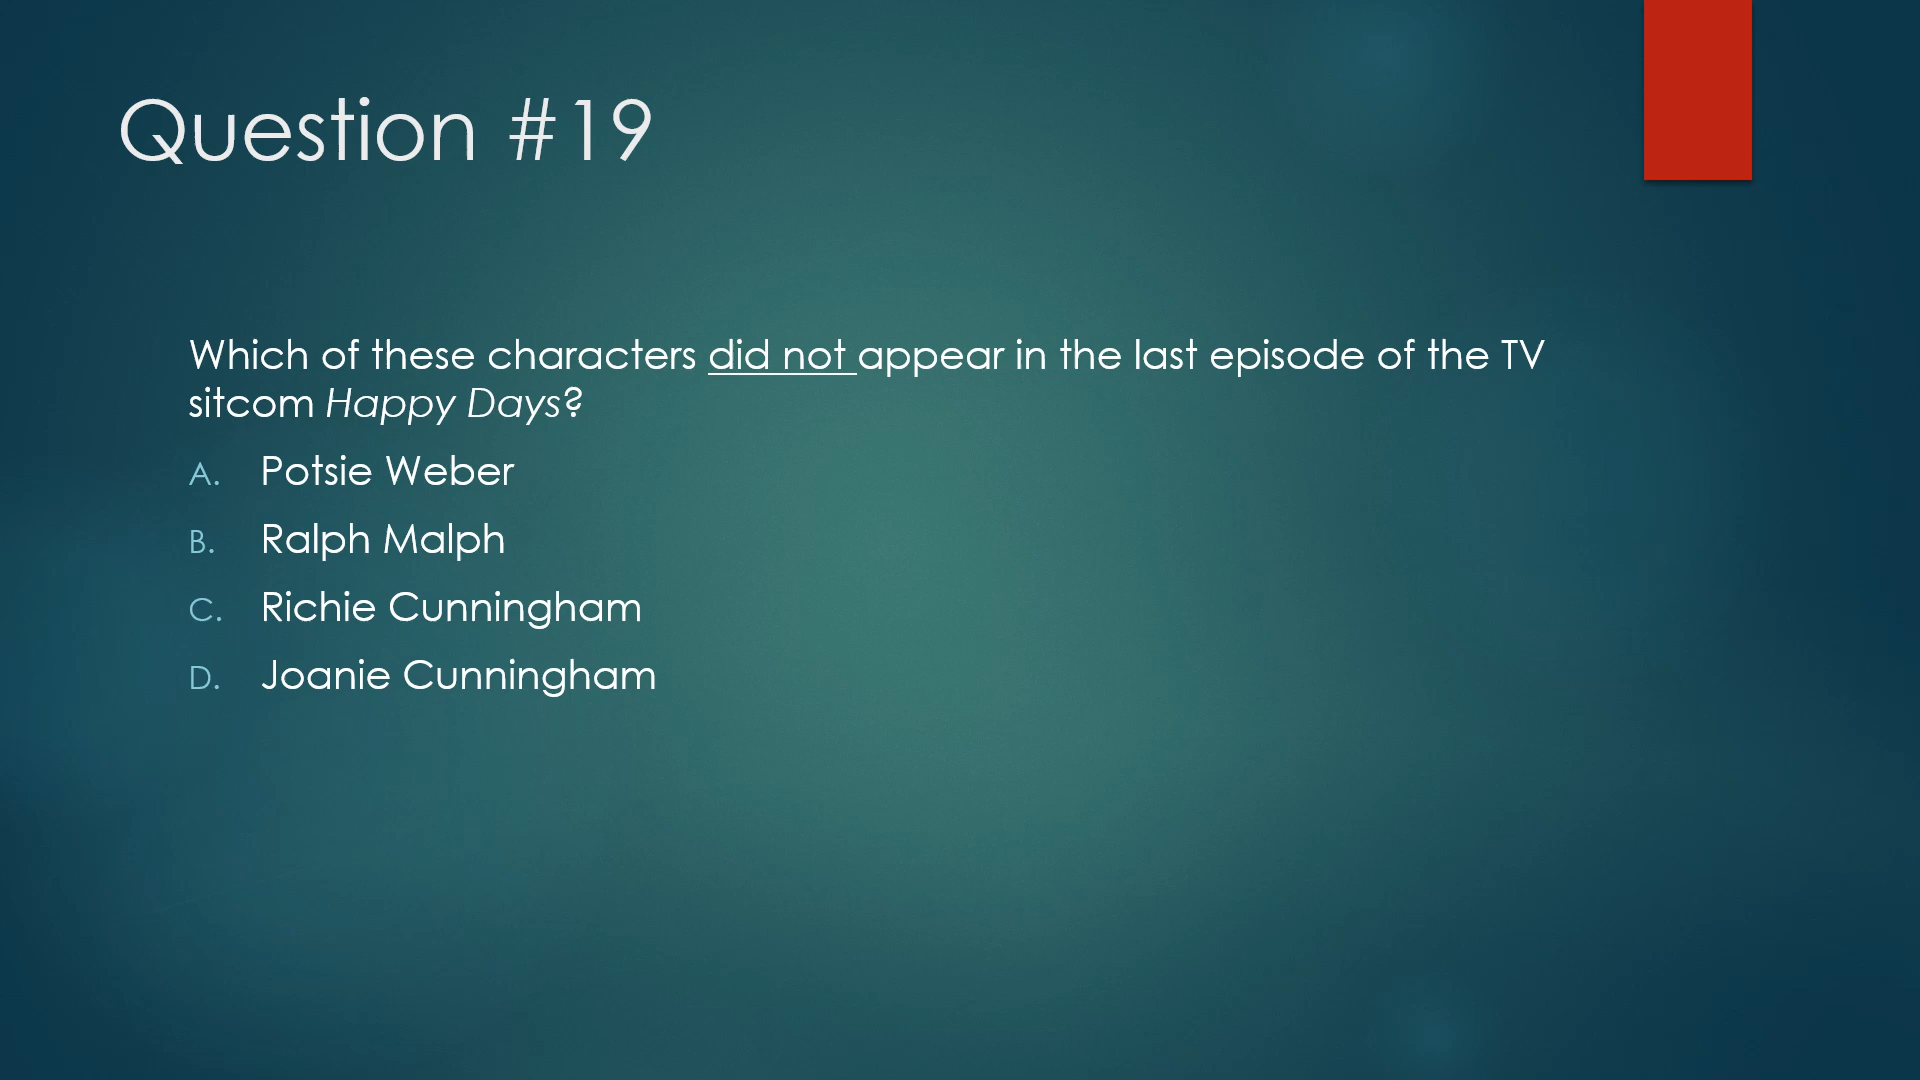 Question #19
Which of these characters did not appear in the last episode of the TV
sitcom Happy Days?
A. Potsie Weber
B. Ralph Malph
C. Richie Cunningham
D. Joanie Cunningham